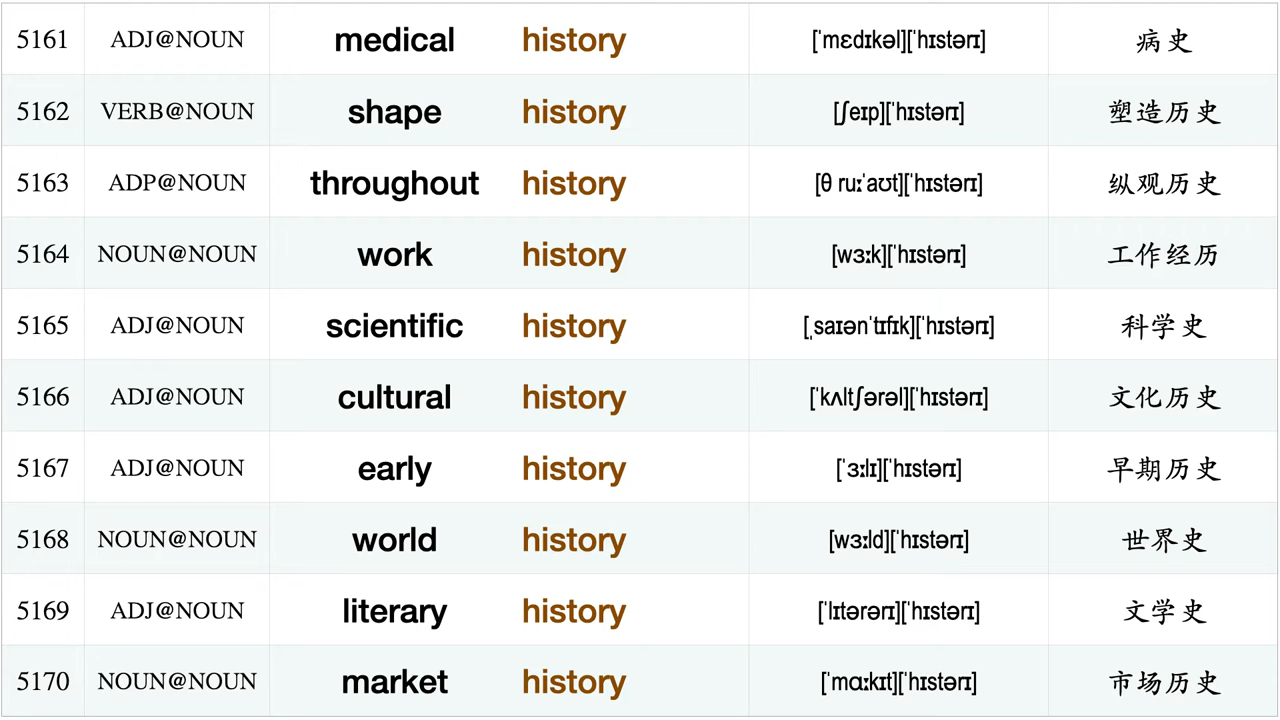 5161 ADJ@NOUN medical history [ˈmɛdɪkəl][ˈhɪstərɪ] 病史
5162 VERB@NOUN shape history [ʃeɪp][ˈhɪstərɪ] 塑造历史
5163 ADP@NOUN throughout history [θ ruːˈaʊt][ˈhɪstərɪ] 纵观历史
5164 NOUN@NOUN work history [wɜːk][ˈhɪstərɪ] 工作经历
5165 ADJ@NOUN scientific history [ˌsaɪənˈtɪfɪk][ˈhɪstərɪ] 科学史
5166 ADJ@NOUN cultural history [ˈkʌltʃərəl][ˈhɪstərɪ] 文化历史
5167 ADJ@NOUN early history [ˈɜːlɪ][ˈhɪstərɪ] 早期历史
5168 NOUN@NOUN world history [wɜːld][ˈhɪstərɪ] 世界史
5169 ADJ@NOUN literary history [ˈlɪtərərɪ][ˈhɪstərɪ] 文学史
5170 NOUN@NOUN market history [ˈmɑːkɪt][ˈhɪstərɪ] 市场历史